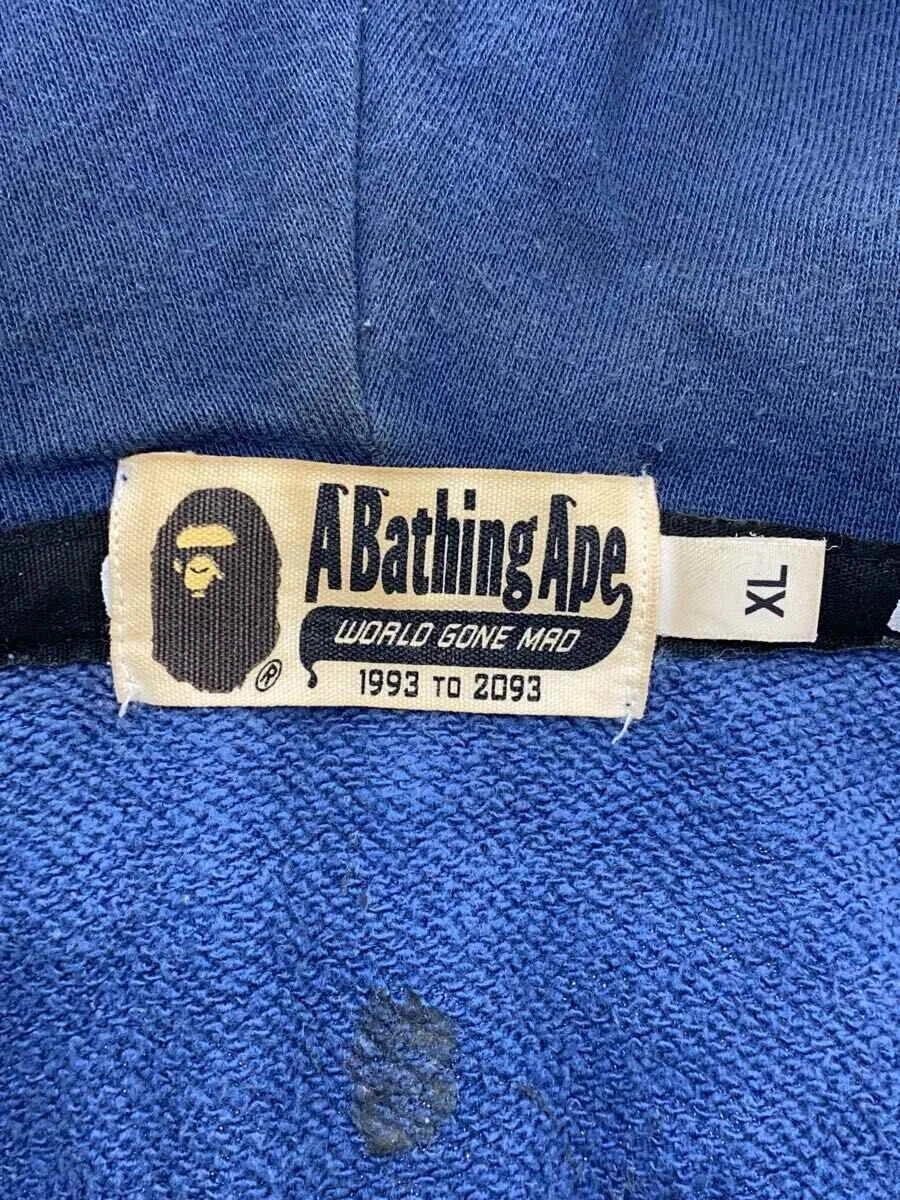 A Bathing Ape
WORLD GONE MAD
1993 TO 2093
®
XL